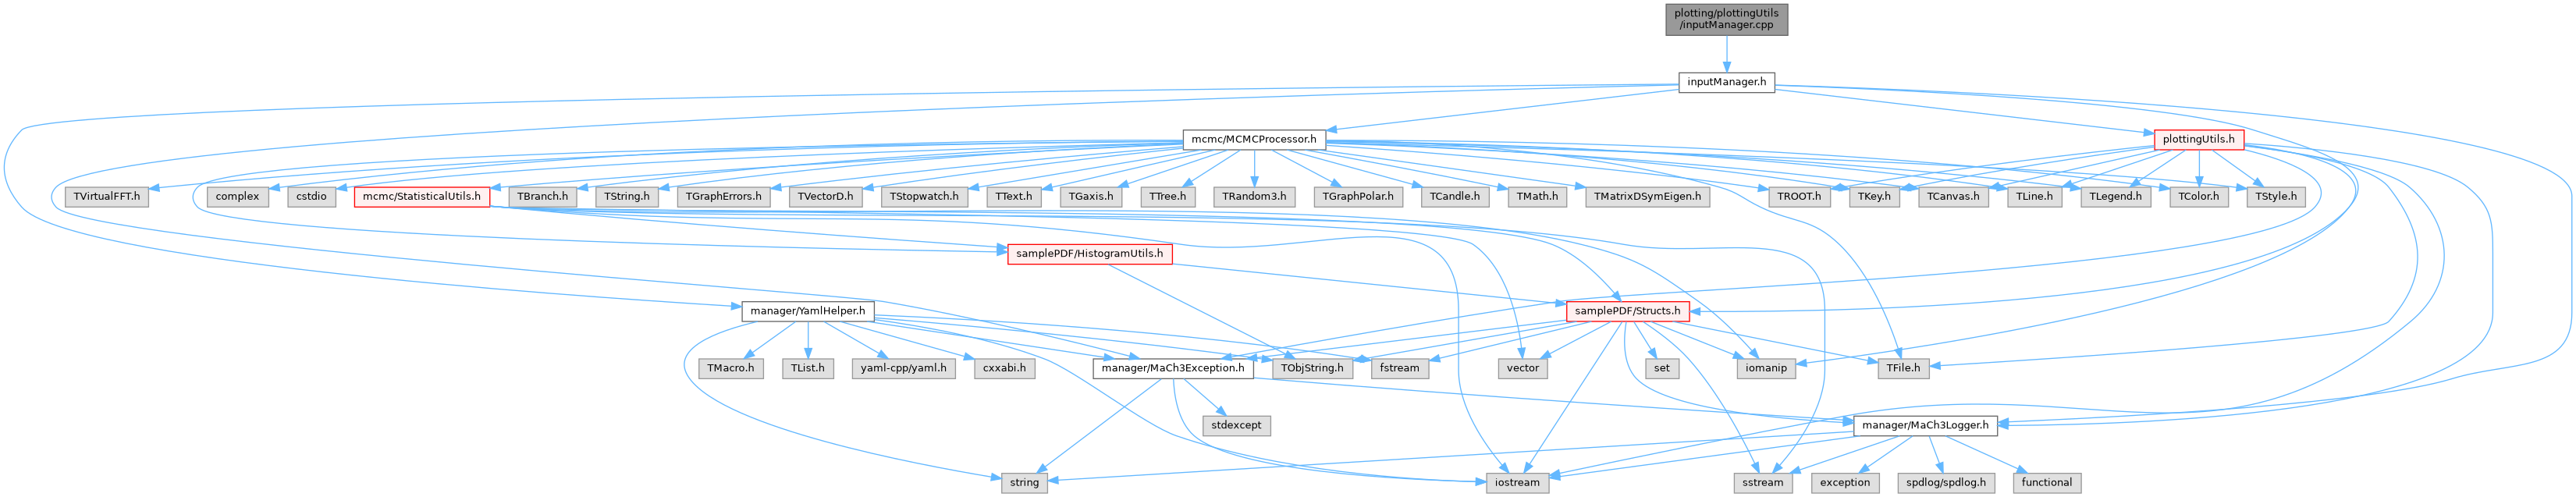 plotting/plottingUtils
/inputManager.cpp
inputManager.h
mcmc/MCMCProcessor.h
plottingUtils.h
TVirtualFFT.h
complex
cstdio
mcmc/StatisticalUtils.h
TBranch.h
TString.h
TGraphErrors.h
TVectorD.h
TStopwatch.h
TText.h
TGaxis.h
TTree.h
TRandom3.h
TGraphPolar.h
TCandle.h
TMath.h
TMatrixDSymEigen.h
TROOT.h
TKey.h
TCanvas.h
TLine.h
TLegend.h
TColor.h
TStyle.h
samplePDF/HistogramUtils.h
manager/YamlHelper.h
samplePDF/Structs.h
TMacro.h
TList.h
yaml-cpp/yaml.h
cxxabi.h
manager/MaCh3Exception.h
TObjString.h
fstream
vector
set
iomanip
TFile.h
stdexcept
manager/MaCh3Logger.h
string
iostream
sstream
exception
spdlog/spdlog.h
functional